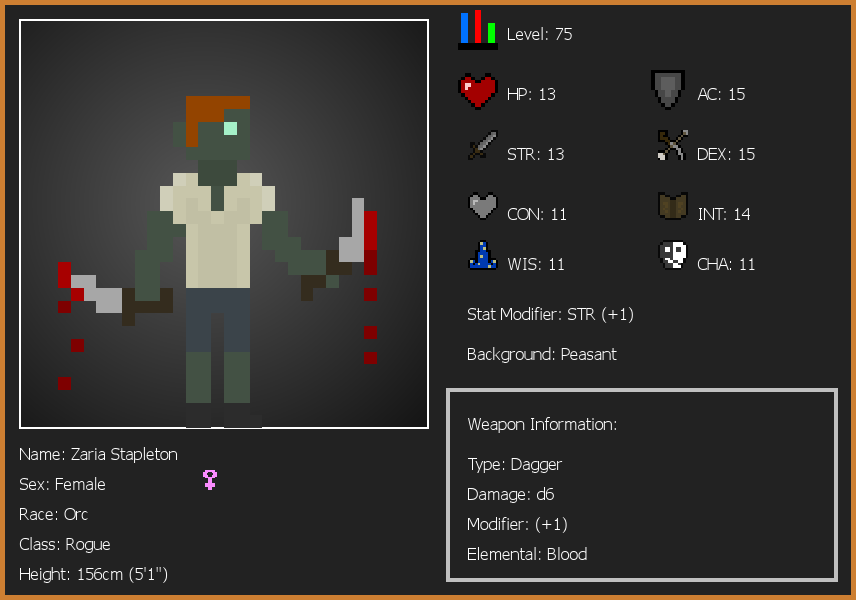 Level: 75
HP: 13
AC: 15
STR: 13
DEX: 15
CON: 11
INT: 14
WIS: 11
CHA: 11
Stat Modifier: STR (+1)
Background: Peasant
Weapon Information:
Type: Dagger
Damage: d6
Modifier: (+1)
Elemental: Blood
Name: Zaria Stapleton
Sex: Female
Race: Orc
Class: Rogue
Height: 156cm (5'1")